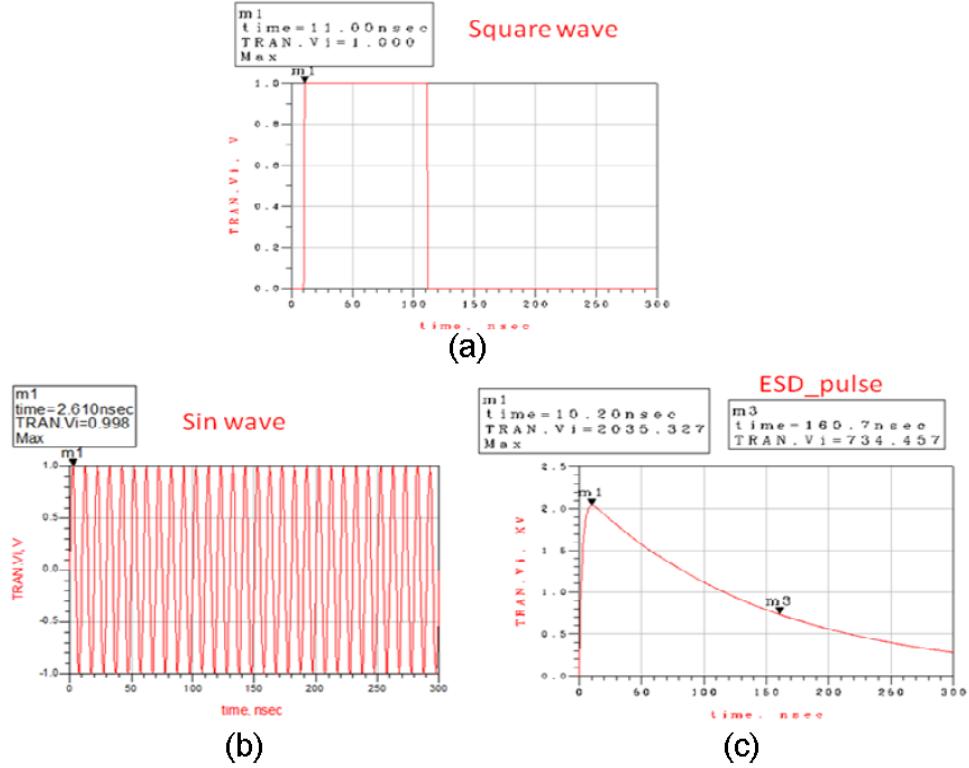 m1
time=11.00nsec
TRAN.Vi=1.000
Max
Square wave
m1
1.0
0.8
0.6
0.4
0.2
0.0
TRAN.Vi, V
0 50 100 150 200 250 300
time, nsec
(a)
m1
time=2.610nsec
TRAN.Vi=0.998
Max
Sin wave
m1
1.0
0.5
0.0
-0.5
-1.0
TRAN.Vi, V
0 50 100 150 200 250 300
time, nsec
(b)
ESD_pulse
m1
time=10.20nsec
TRAN.Vi=2035.327
Max
m3
time=160.7nsec
TRAN.Vi=734.457
2.5
2.0
1.5
1.0
0.5
0.0
TRAN.Vi, KV
m1
m3
0 50 100 150 200 250 300
time, nsec
(c)